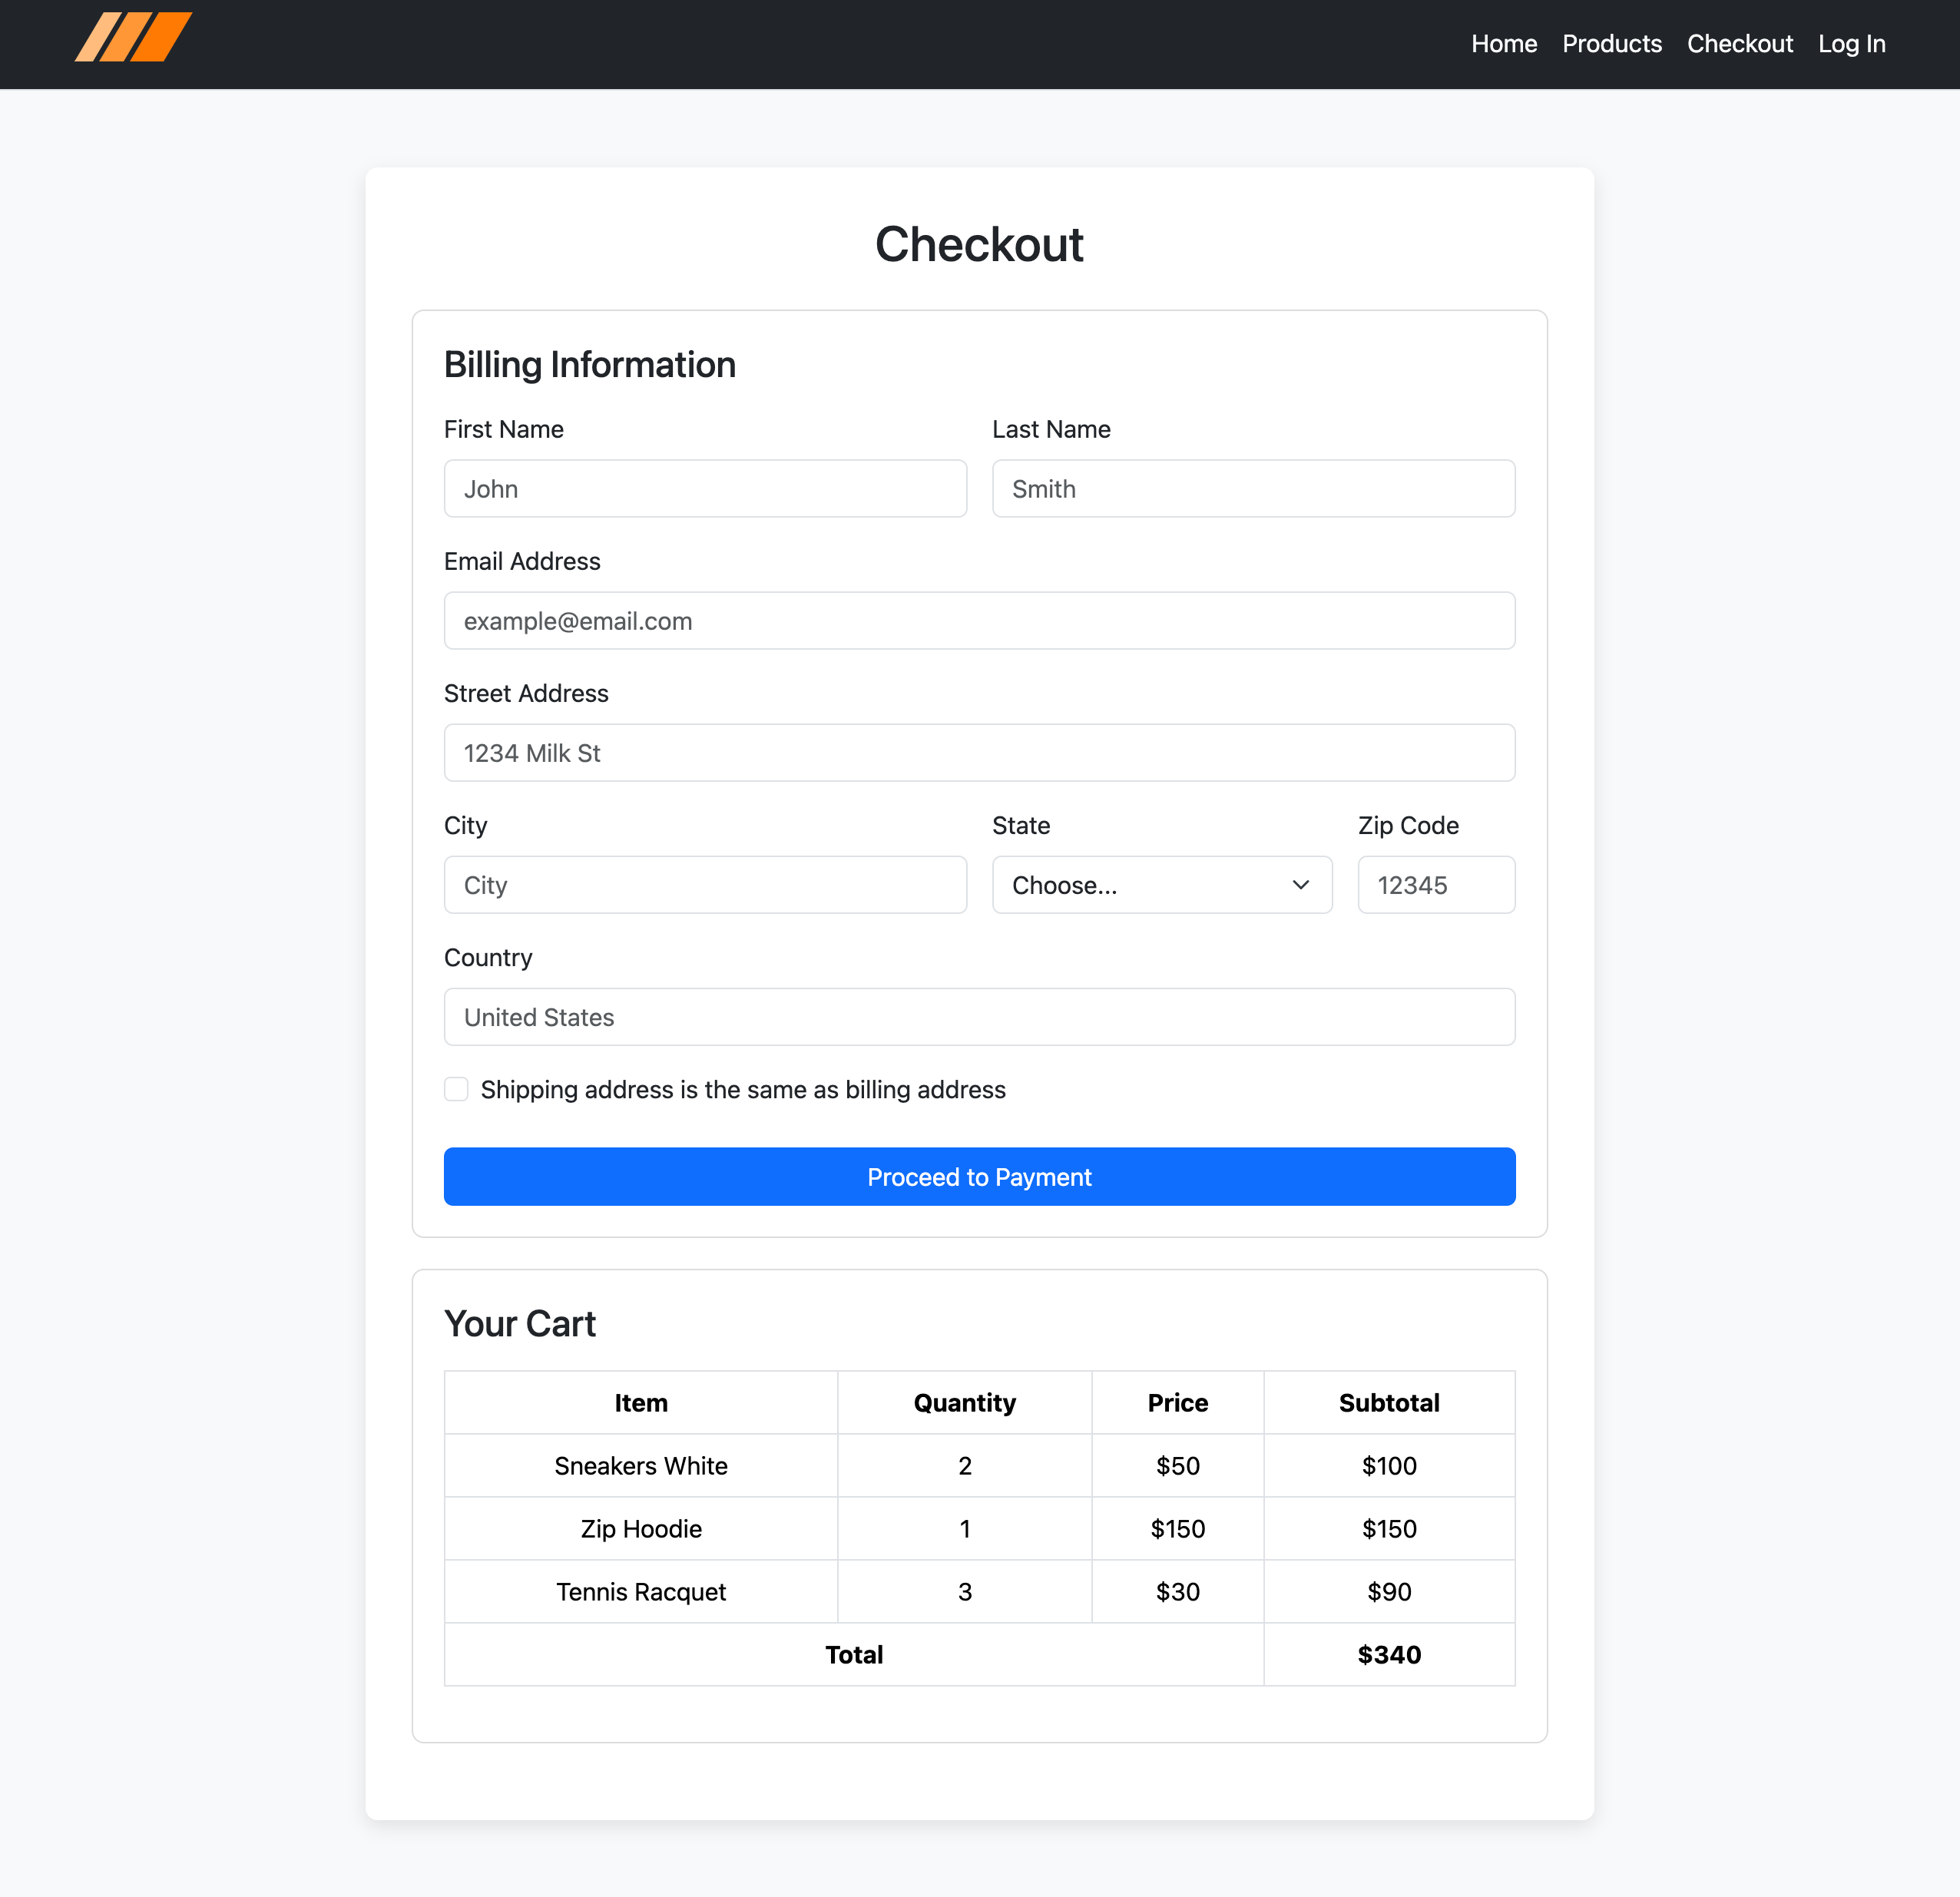 Home Products Checkout Log In
Checkout
Billing Information
First Name Last Name
John Smith
Email Address
example@email.com
Street Address
1234 Milk St
City State Zip Code
City Choose... 12345
Country
United States
Shipping address is the same as billing address
Proceed to Payment
Your Cart
Item Quantity Price Subtotal
Sneakers White 2 $50 $100
Zip Hoodie 1 $150 $150
Tennis Racquet 3 $30 $90
Total $340